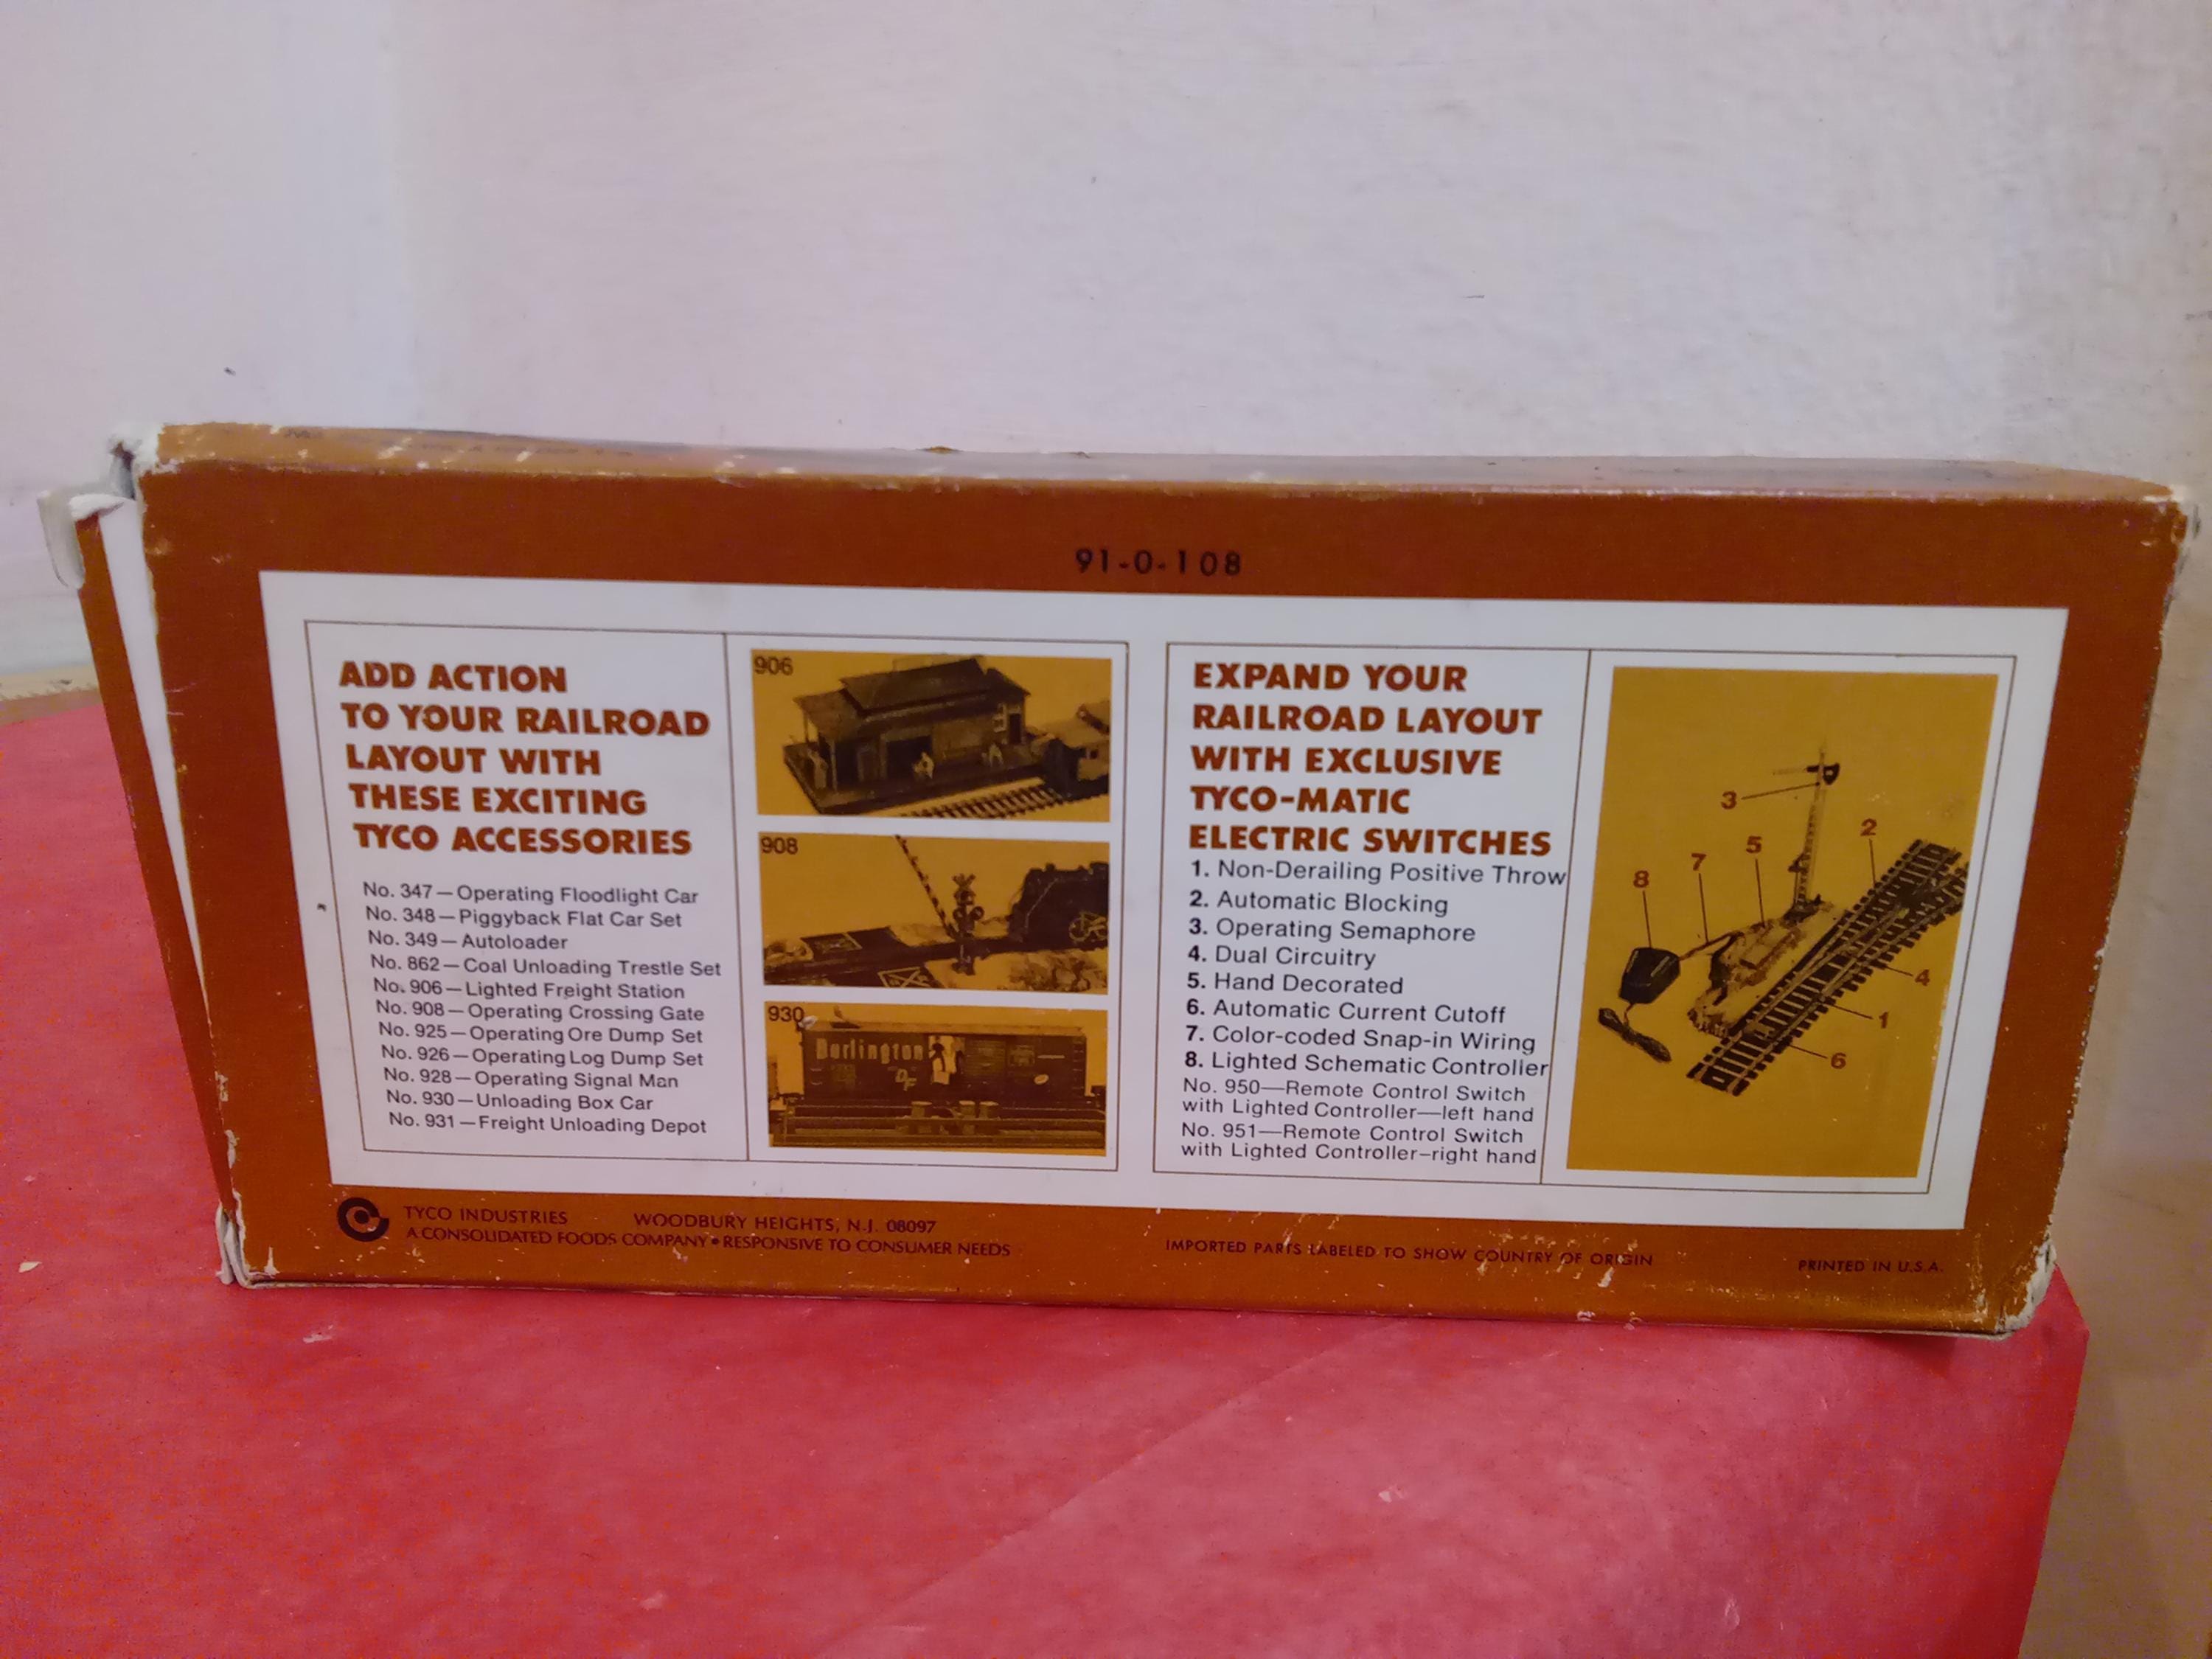 91-0-108
ADD ACTION
TO YOUR RAILROAD
LAYOUT WITH
THESE EXCITING
TYCO ACCESSORIES
No. 347—Operating Floodlight Car
No. 348—Piggyback Flat Car Set
No. 349—Autoloader
No. 862—Coal Unloading Trestle Set
No. 906—Lighted Freight Station
No. 908—Operating Crossing Gate
No. 925—Operating Ore Dump Set
No. 926—Operating Log Dump Set
No. 928—Operating Signal Man
No. 930—Unloading Box Car
No. 931—Freight Unloading Depot
906
908
930
Burlington
EXPAND YOUR
RAILROAD LAYOUT
WITH EXCLUSIVE
TYCO-MATIC
ELECTRIC SWITCHES
1. Non-Derailing Positive Throw
2. Automatic Blocking
3. Operating Semaphore
4. Dual Circuitry
5. Hand Decorated
6. Automatic Current Cutoff
7. Color-coded Snap-in Wiring
8. Lighted Schematic Controller
No. 950—Remote Control Switch
with Lighted Controller—left hand
No. 951—Remote Control Switch
with Lighted Controller–right hand
3
2
5
7
8
4
1
6
TYCO INDUSTRIES WOODBURY HEIGHTS, N.J. 08097
A CONSOLIDATED FOODS COMPANY • RESPONSIVE TO CONSUMER NEEDS
IMPORTED PARTS LABELED TO SHOW COUNTRY OF ORIGIN
PRINTED IN U.S.A.